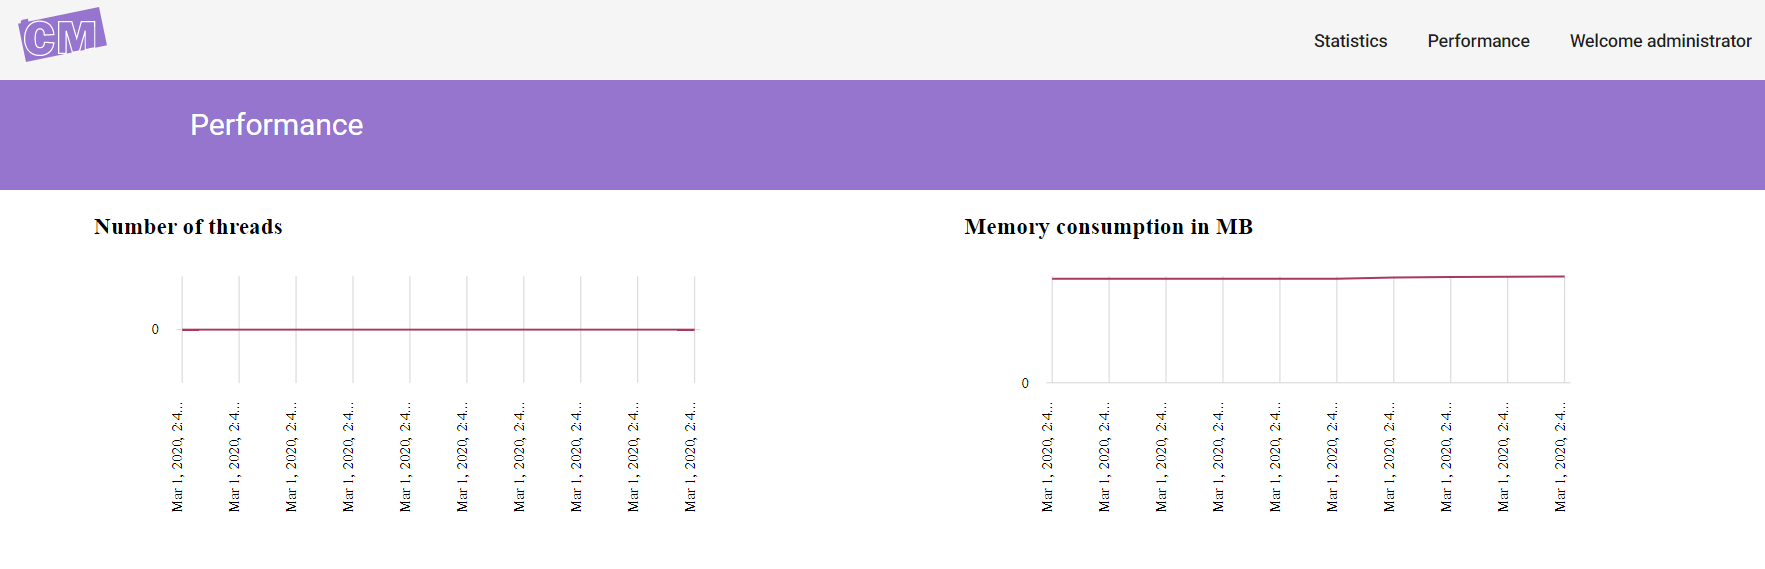 CM
Statistics
Performance
Welcome administrator
Performance
Number of threads
0
Mar 1, 2020, 2:4...
Mar 1, 2020, 2:4...
Mar 1, 2020, 2:4...
Mar 1, 2020, 2:4...
Mar 1, 2020, 2:4...
Mar 1, 2020, 2:4...
Mar 1, 2020, 2:4...
Mar 1, 2020, 2:4...
Mar 1, 2020, 2:4...
Mar 1, 2020, 2:4...
Memory consumption in MB
0
Mar 1, 2020, 2:4...
Mar 1, 2020, 2:4...
Mar 1, 2020, 2:4...
Mar 1, 2020, 2:4...
Mar 1, 2020, 2:4...
Mar 1, 2020, 2:4...
Mar 1, 2020, 2:4...
Mar 1, 2020, 2:4...
Mar 1, 2020, 2:4...
Mar 1, 2020, 2:4...